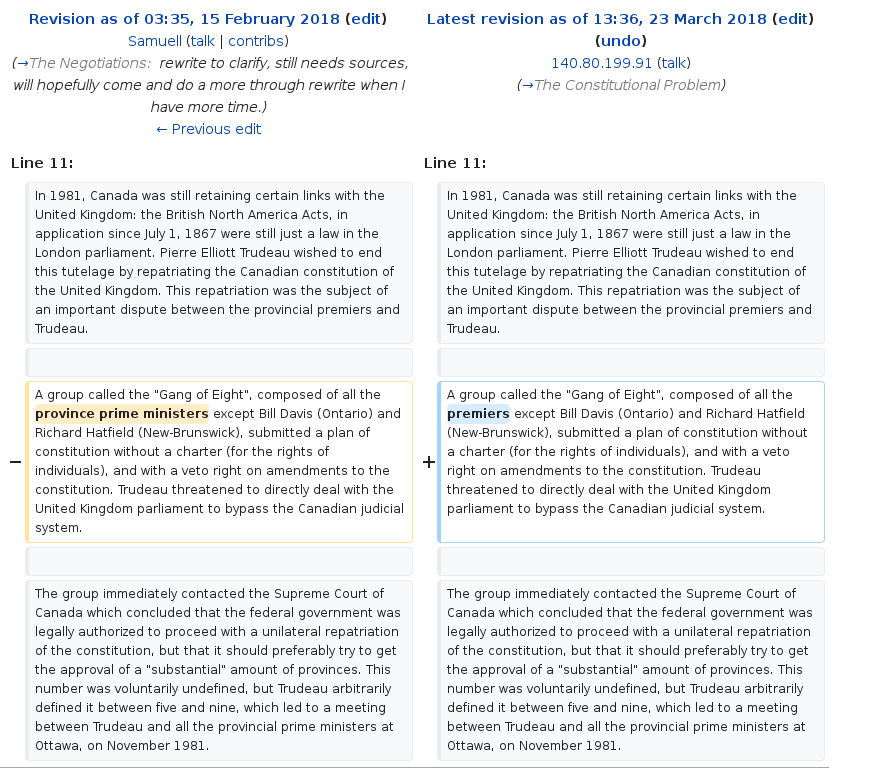 Revision as of 03:35, 15 February 2018 (edit)
Samuell (talk | contribs)
(→The Negotiations: rewrite to clarify, still needs sources,
will hopefully come and do a more through rewrite when I
have more time.)
← Previous edit
Latest revision as of 13:36, 23 March 2018 (edit)
(undo)
140.80.199.91 (talk)
(→The Constitutional Problem)
Line 11:
Line 11:
In 1981, Canada was still retaining certain links with the
United Kingdom: the British North America Acts, in
application since July 1, 1867 were still just a law in the
London parliament. Pierre Elliott Trudeau wished to end
this tutelage by repatriating the Canadian constitution of
the United Kingdom. This repatriation was the subject of
an important dispute between the provincial premiers and
Trudeau.
In 1981, Canada was still retaining certain links with the
United Kingdom: the British North America Acts, in
application since July 1, 1867 were still just a law in the
London parliament. Pierre Elliott Trudeau wished to end
this tutelage by repatriating the Canadian constitution of
the United Kingdom. This repatriation was the subject of
an important dispute between the provincial premiers and
Trudeau.
−
A group called the "Gang of Eight", composed of all the
province prime ministers except Bill Davis (Ontario) and
Richard Hatfield (New-Brunswick), submitted a plan of
constitution without a charter (for the rights of
individuals), and with a veto right on amendments to the
constitution. Trudeau threatened to directly deal with the
United Kingdom parliament to bypass the Canadian judicial
system.
+
A group called the "Gang of Eight", composed of all the
premiers except Bill Davis (Ontario) and Richard Hatfield
(New-Brunswick), submitted a plan of constitution without
a charter (for the rights of individuals), and with a veto
right on amendments to the constitution. Trudeau
threatened to directly deal with the United Kingdom
parliament to bypass the Canadian judicial system.
The group immediately contacted the Supreme Court of
Canada which concluded that the federal government was
legally authorized to proceed with a unilateral repatriation
of the constitution, but that it should preferably try to get
the approval of a "substantial" amount of provinces. This
number was voluntarily undefined, but Trudeau arbitrarily
defined it between five and nine, which led to a meeting
between Trudeau and all the provincial prime ministers at
Ottawa, on November 1981.
The group immediately contacted the Supreme Court of
Canada which concluded that the federal government was
legally authorized to proceed with a unilateral repatriation
of the constitution, but that it should preferably try to get
the approval of a "substantial" amount of provinces. This
number was voluntarily undefined, but Trudeau arbitrarily
defined it between five and nine, which led to a meeting
between Trudeau and all the provincial prime ministers at
Ottawa, on November 1981.